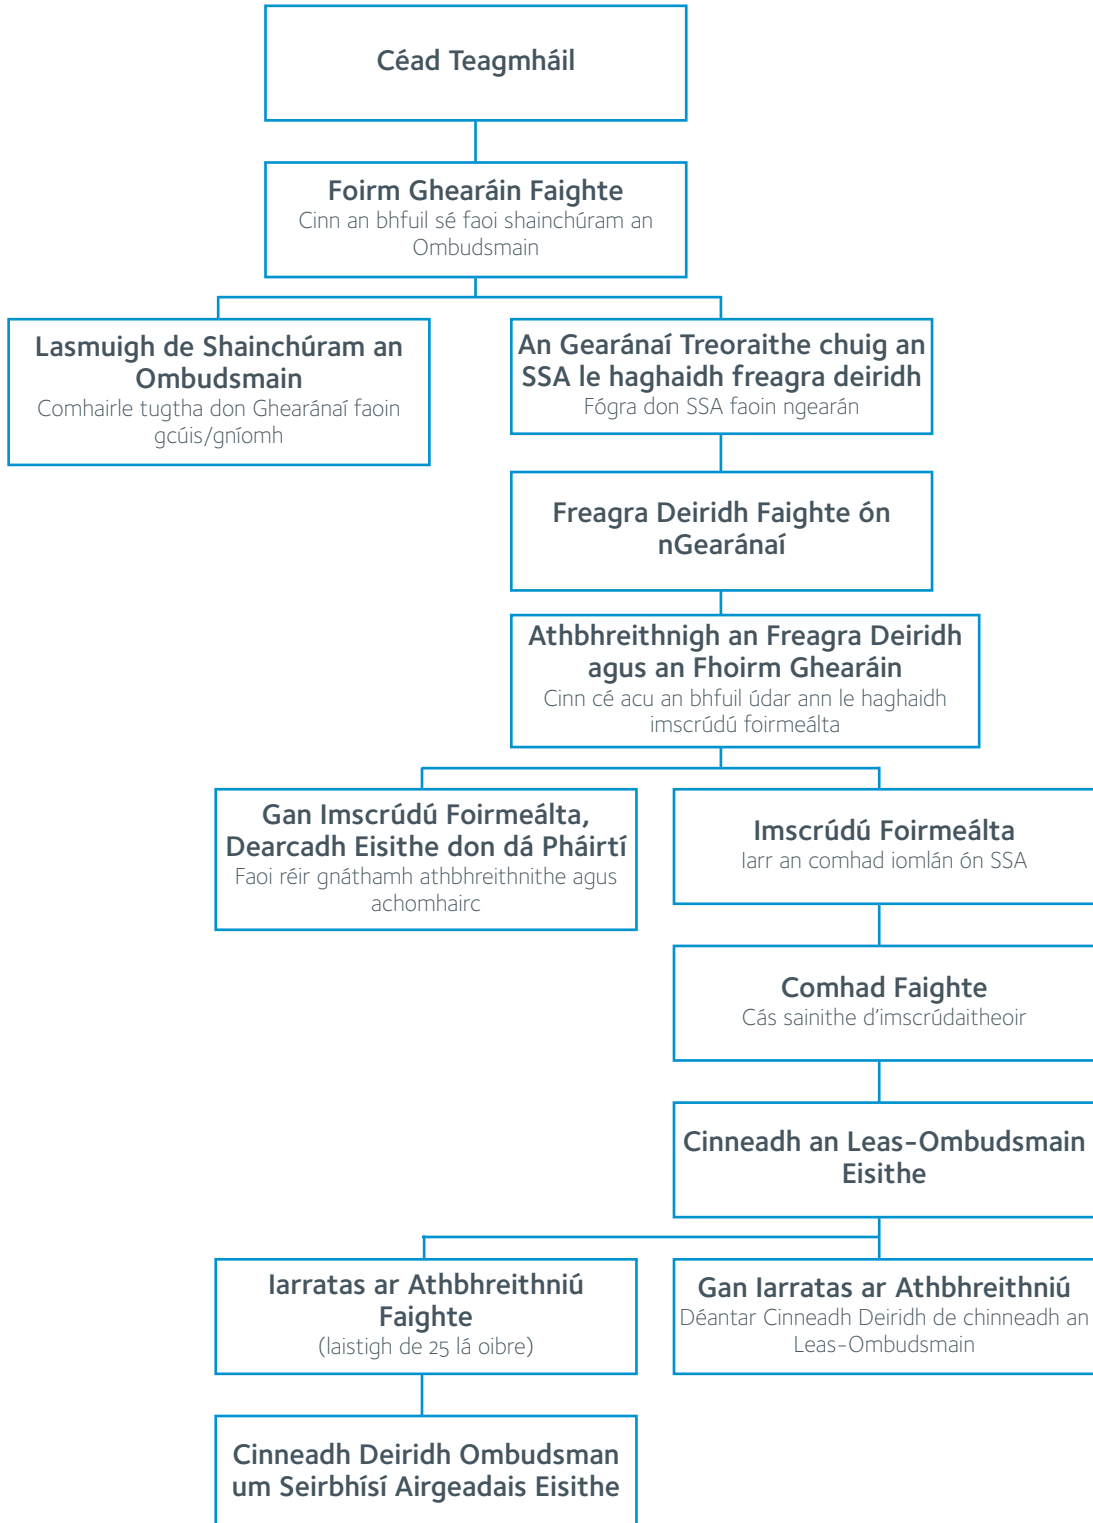 Céad Teagmháil
Foirm Ghearáin Faighte
Cinn an bhfuil sé faoi shainchúram an
Ombudsmain
Lasmuigh de Shainchúram an
Ombudsmain
Comhairle tugtha don Ghearánaí faoin
gcúis/gníomh
An Gearánaí Treoraithe chuig an
SSA le haghaidh freagra deiridh
Fógra don SSA faoin ngearán
Freagra Deiridh Faighte ón
nGearánaí
Athbhreithnigh an Freagra Deiridh
agus an Fhoirm Ghearáin
Cinn cé acu an bhfuil údar ann le haghaidh
imscrúdú foirmeálta
Gan Imscrúdú Foirmeálta,
Dearcadh Eisithe don dá Pháirtí
Faoi réir gnáthamh athbhreithnithe agus
achomhairc
Imscrúdú Foirmeálta
Iarr an comhad iomlán ón SSA
Comhad Faighte
Cás sainithe d'imscrúdaitheoir
Cinneadh an Leas-Ombudsmain
Eisithe
Iarratas ar Athbhreithniú
Faighte
(laistigh de 25 lá oibre)
Gan Iarratas ar Athbhreithniú
Déantar Cinneadh Deiridh de chinneadh an
Leas-Ombudsmain
Cinneadh Deiridh Ombudsman
um Seirbhísí Airgeadais Eisithe